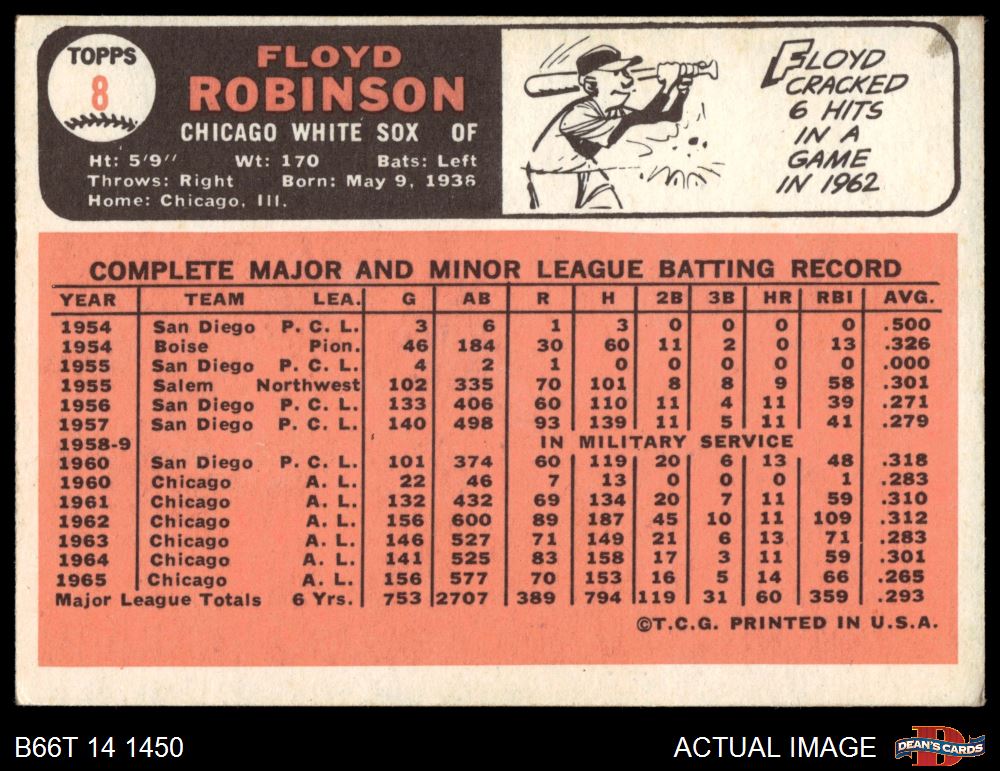 TOPPS
8
FLOYD
ROBINSON
CHICAGO WHITE SOX OF
Ht: 5'9" Wt: 170 Bats: Left
Throws: Right Born: May 9, 1936
Home: Chicago, Ill.
FLOYD
CRACKED
6 HITS
IN A
GAME
IN 1962
COMPLETE MAJOR AND MINOR LEAGUE BATTING RECORD
YEAR TEAM LEA. G AB R H 2B 3B HR RBI AVG.
1954 San Diego P. C. L. 3 6 1 3 0 0 0 0 .500
1954 Boise Pion. 46 184 30 60 11 2 0 13 .326
1955 San Diego P. C. L. 4 2 1 0 0 0 0 0 .000
1955 Salem Northwest 102 335 70 101 8 8 9 58 .301
1956 San Diego P. C. L. 133 406 60 110 11 4 11 39 .271
1957 San Diego P. C. L. 140 498 93 139 11 5 11 41 .279
1958-9 IN MILITARY SERVICE
1960 San Diego P. C. L. 101 374 60 119 20 6 13 48 .318
1960 Chicago A. L. 22 46 7 13 0 0 0 1 .283
1961 Chicago A. L. 132 432 69 134 20 7 11 59 .310
1962 Chicago A. L. 156 600 89 187 45 10 11 109 .312
1963 Chicago A. L. 146 527 71 149 21 6 13 71 .283
1964 Chicago A. L. 141 525 83 158 17 3 11 59 .301
1965 Chicago A. L. 156 577 70 153 16 5 14 66 .265
Major League Totals 6 Yrs. 753 2707 389 794 119 31 60 359 .293
©T.C.G. PRINTED IN U.S.A.
B66T 14 1450
ACTUAL IMAGE
D
DEAN'S CARDS